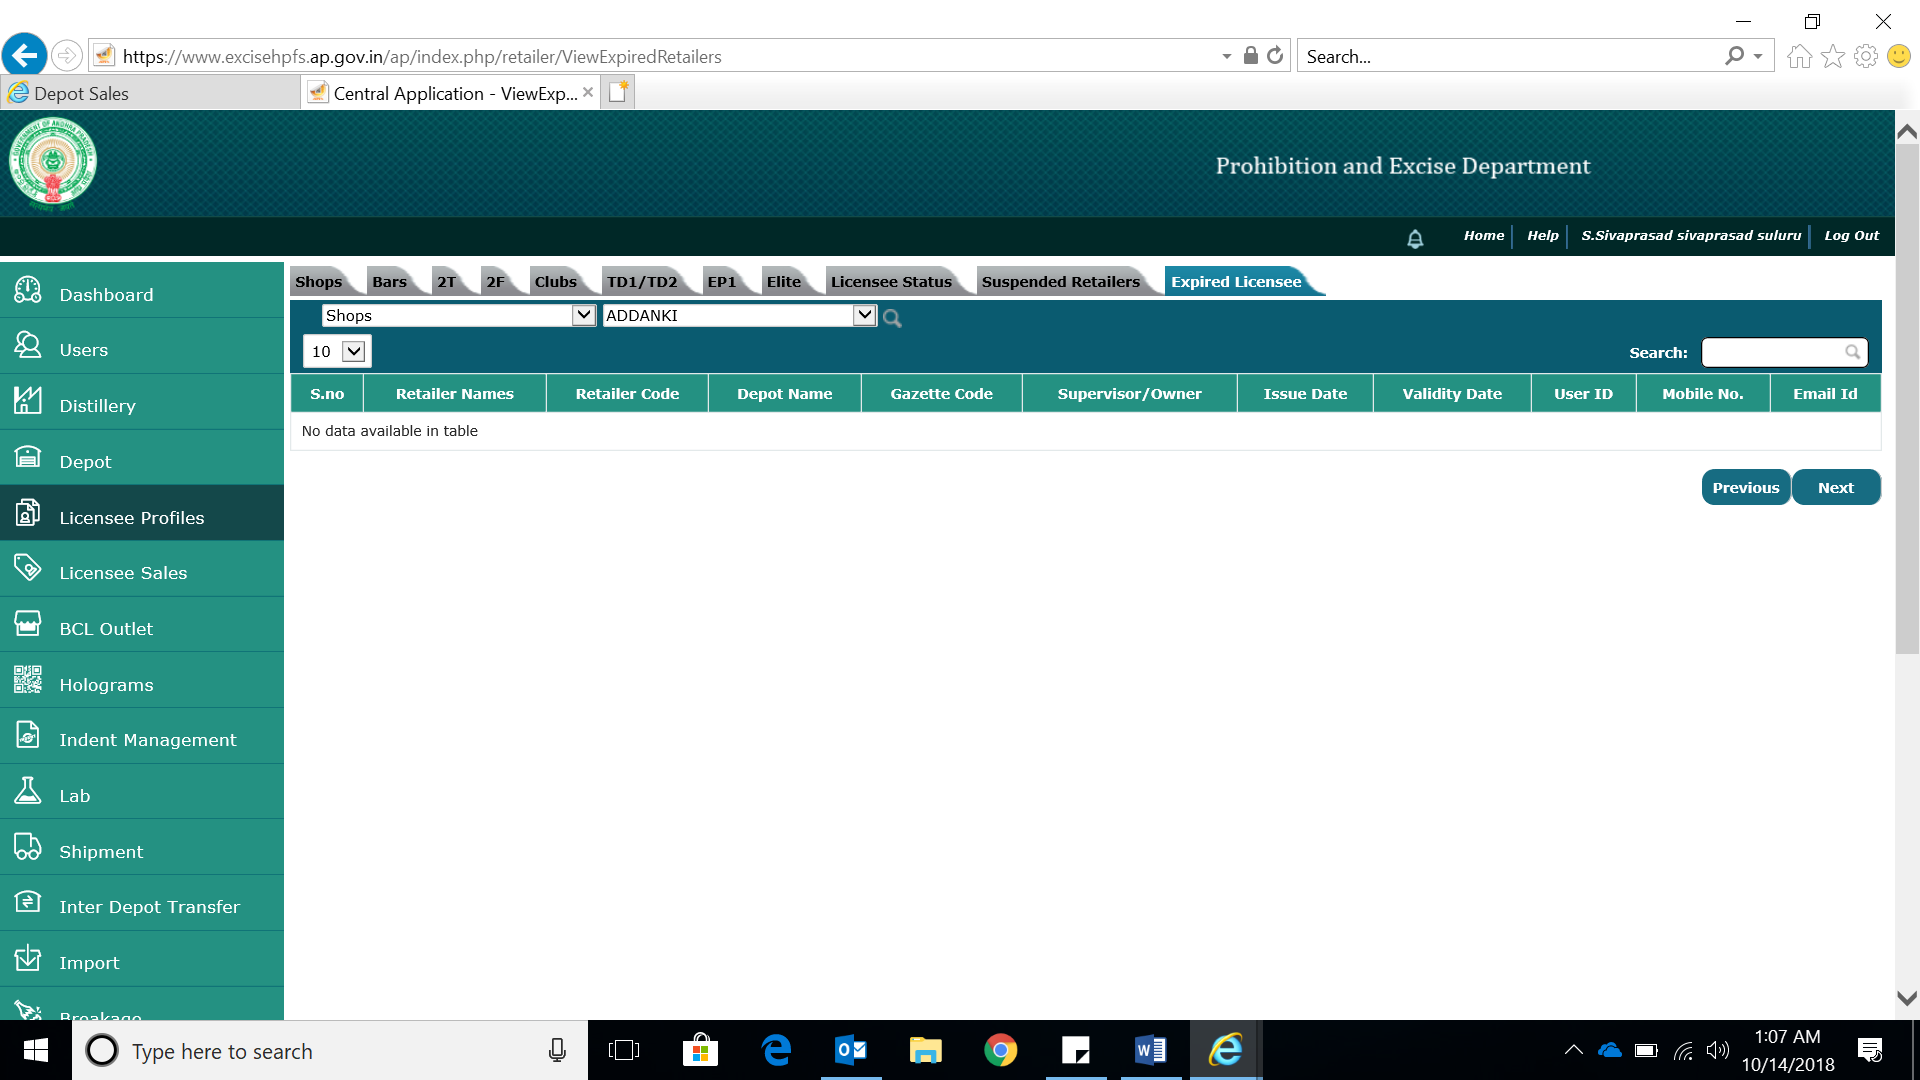 https://www.excisehpfs.ap.gov.in/ap/index.php/retailer/ViewExpiredRetailers
Search...
Depot Sales
Central Application - ViewExp...
Prohibition and Excise Department
Home Help S.Sivaprasad sivaprasad suluru Log Out
Dashboard
Users
Distillery
Depot
Licensee Profiles
Licensee Sales
BCL Outlet
Holograms
Indent Management
Lab
Shipment
Inter Depot Transfer
Import
Breakage
Shops Bars 2T 2F Clubs TD1/TD2 EP1 Elite Licensee Status Suspended Retailers Expired Licensee
Shops ADDANKI
10 Search:
S.no Retailer Names Retailer Code Depot Name Gazette Code Supervisor/Owner Issue Date Validity Date User ID Mobile No. Email Id
No data available in table
Previous Next
Type here to search
1:07 AM
10/14/2018